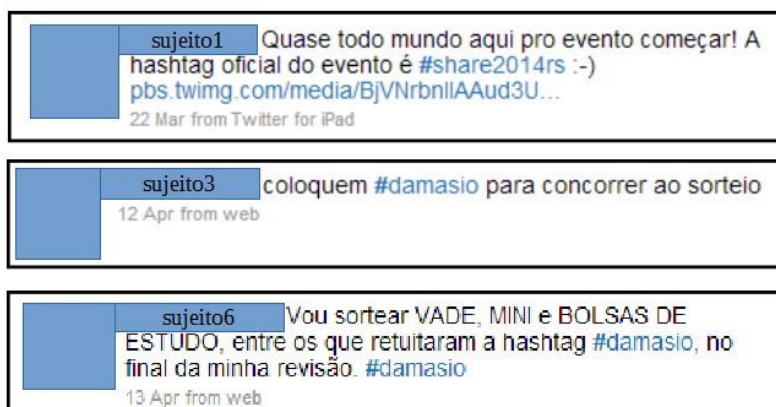 sujeito1 Quase todo mundo aqui pro evento começar! A
hashtag oficial do evento é #share2014rs :-)
pbs.twimg.com/media/BjVNrbnIIAAud3U...
22 Mar from Twitter for iPad
sujeito3 coloquem #damasio para concorrer ao sorteio
12 Apr from web
sujeito6 Vou sortear VADE, MINI e BOLSAS DE
ESTUDO, entre os que retuitaram a hashtag #damasio, no
final da minha revisão. #damasio
13 Apr from web